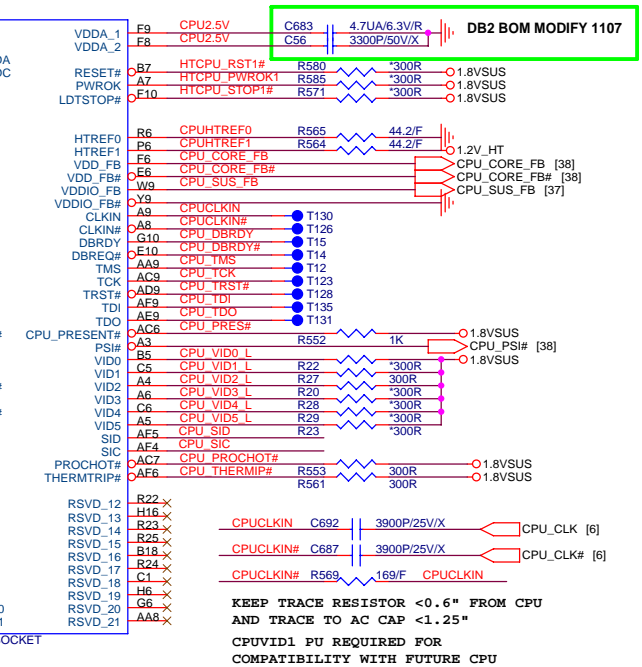 VDDA_1 F9 CPU2.5V C683 4.7UA/6.3V/R DB2 BOM MODIFY 1107
VDDA_2 F8 CPU2.5V C56 3300P/50V/X
DA
DC
RESET# B7 HTCPU_RST1# R580 *300R 1.8VSUS
PWROK A7 HTCPU_PWROK1 R585 *300R 1.8VSUS
LDTSTOP# F10 HTCPU_STOP1# R571 *300R 1.8VSUS
HTREF0 R6 CPUHTREF0 R565 44.2/F
HTREF1 P6 CPUHTREF1 R564 44.2/F 1.2V_HT
VDD_FB F6 CPU_CORE_FB CPU_CORE_FB [38]
VDD_FB# E6 CPU_CORE_FB# CPU_CORE_FB# [38]
VDDIO_FB W9 CPU_SUS_FB CPU_SUS_FB [37]
VDDIO_FB# Y9
CLKIN A9 CPUCLKIN T130
CLKIN# A8 CPUCLKIN# T126
DBRDY G10 CPU_DBRDY T15
DBREQ# E10 CPU_DBRDY# T14
TMS AA9 CPU_TMS T12
TCK AC9 CPU_TCK T123
TRST# AD9 CPU_TRST# T128
TDI AF9 CPU_TDI T135
TDO AE9 CPU_TDO T131
CPU_PRESENT# AC6 CPU_PRES# 1.8VSUS
PSI# A3 R552 1K CPU_PSI# [38]
VID0 B5 CPU_VID0_L 1.8VSUS
VID1 C5 CPU_VID1_L R22 *300R
VID2 A4 CPU_VID2_L R27 300R
VID3 A6 CPU_VID3_L R20 *300R
VID4 C6 CPU_VID4_L R28 *300R
VID5 A5 CPU_VID5_L R29 *300R
SID AF5 CPU_SID R23 *300R
SIC AF4 CPU_SIC
PROCHOT# AC7 CPU_PROCHOT# 1.8VSUS
THERMTRIP# AF6 CPU_THERMIP# R553 300R 1.8VSUS
R561 300R
RSVD_12 R22
RSVD_13 H16
RSVD_14 R23
RSVD_15 R25
RSVD_16 B18
RSVD_17 R24
RSVD_18 C1
RSVD_19 H6
RSVD_20 G6
RSVD_21 AA8
OCKET
CPUCLKIN C692 3900P/25V/X CPU_CLK [6]
CPUCLKIN# C687 3900P/25V/X CPU_CLK# [6]
CPUCLKIN# R569 169/F CPUCLKIN
KEEP TRACE RESISTOR <0.6" FROM CPU
AND TRACE TO AC CAP <1.25"
CPUVID1 PU REQUIRED FOR
COMPATIBILITY WITH FUTURE CPU